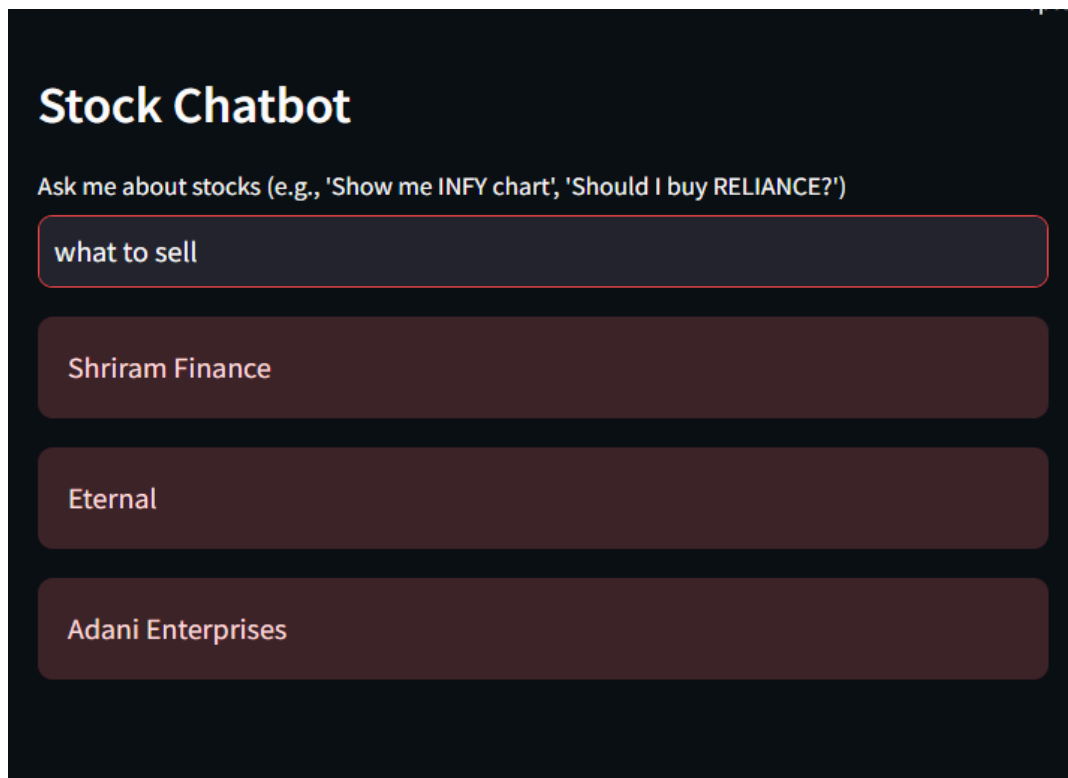 Stock Chatbot
Ask me about stocks (e.g., 'Show me INFY chart', 'Should I buy RELIANCE?')
what to sell
Shriram Finance
Eternal
Adani Enterprises